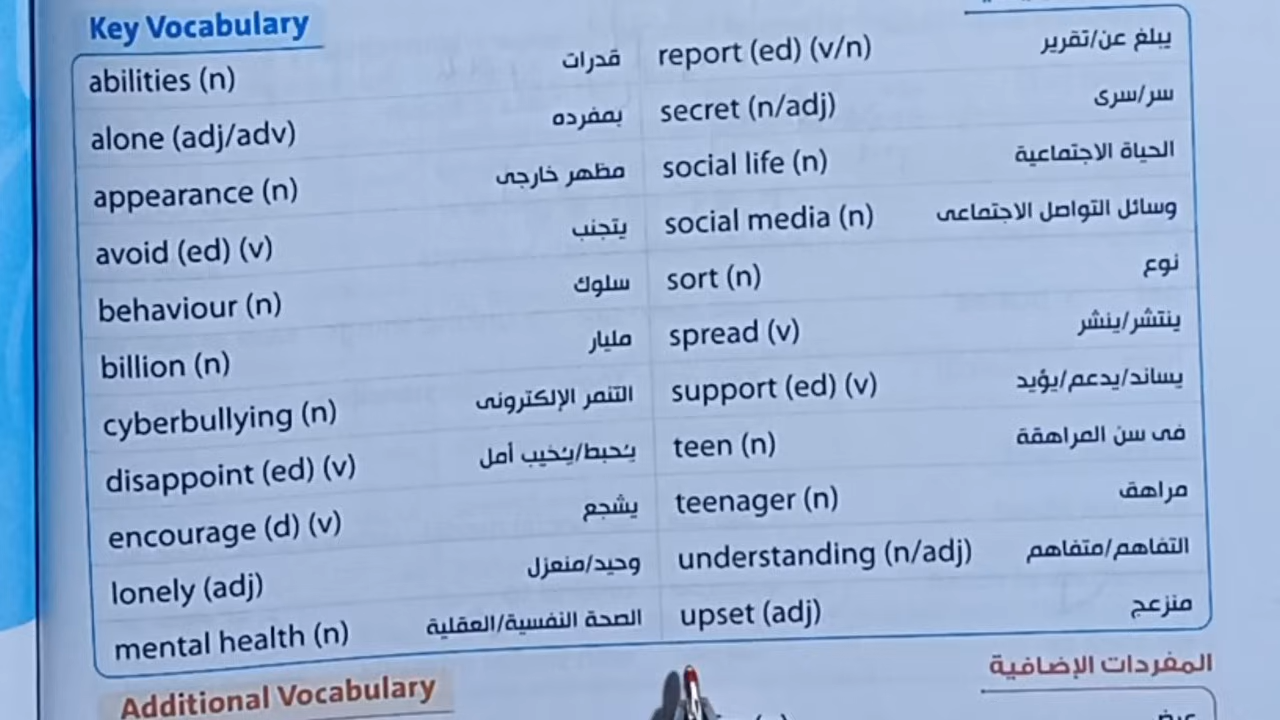 Key Vocabulary
abilities (n) قدرات report (ed) (v/n) يبلغ عن/تقرير
alone (adj/adv) بمفرده secret (n/adj) سر/سرى
appearance (n) مظهر خارجى social life (n) الحياة الاجتماعية
avoid (ed) (v) يتجنب social media (n) وسائل التواصل الاجتماعى
behaviour (n) سلوك sort (n) نوع
billion (n) مليار spread (v) ينتشر/ينشر
cyberbullying (n) التنمر الإلكترونى support (ed) (v) يساند/يدعم/يؤيد
disappoint (ed) (v) يُحبط/يُخيب أمل teen (n) فى سن المراهقة
encourage (d) (v) يشجع teenager (n) مراهق
lonely (adj) وحيد/منعزل understanding (n/adj) التفاهم/متفاهم
mental health (n) الصحة النفسية/العقلية upset (adj) منزعج
Additional Vocabulary المفردات الإضافية